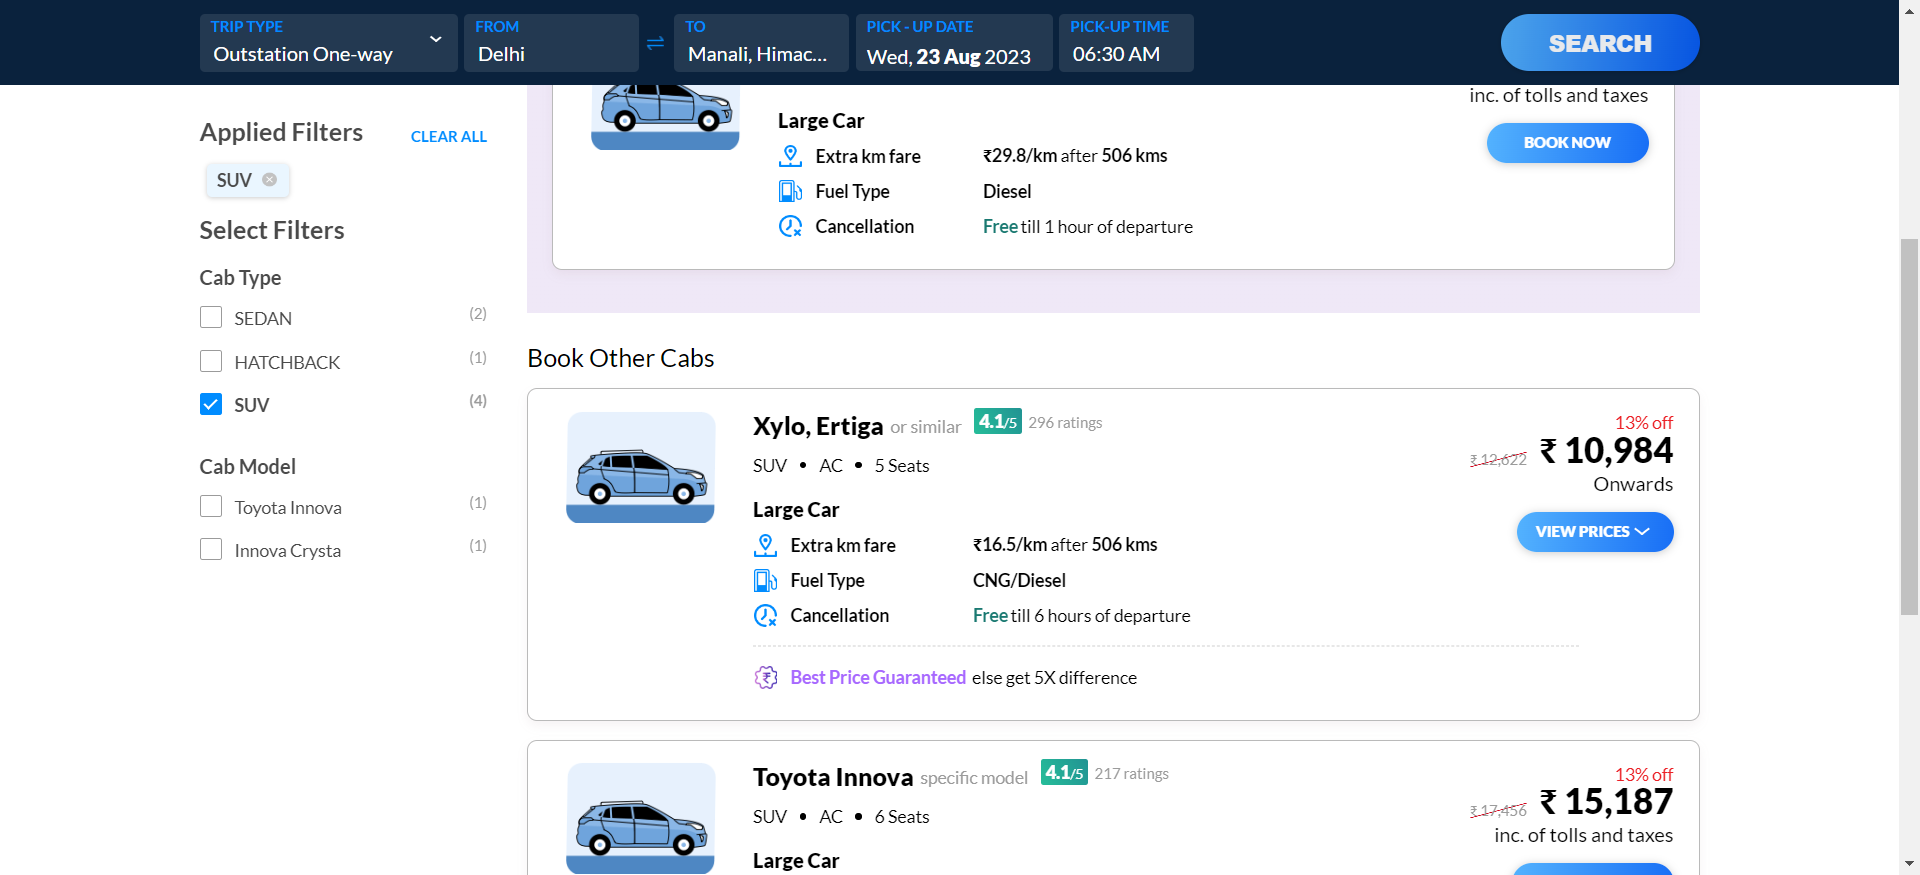 TRIP TYPE
Outstation One-way
FROM
Delhi
TO
Manali, Himac...
PICK - UP DATE
Wed, 23 Aug 2023
PICK-UP TIME
06:30 AM
SEARCH
Applied Filters
CLEAR ALL
SUV
Select Filters
Cab Type
SEDAN (2)
HATCHBACK (1)
SUV (4)
Cab Model
Toyota Innova (1)
Innova Crysta (1)
inc. of tolls and taxes
BOOK NOW
Large Car
Extra km fare ₹29.8/km after 506 kms
Fuel Type Diesel
Cancellation Free till 1 hour of departure
Book Other Cabs
Xylo, Ertiga or similar 4.1/5 296 ratings
SUV • AC • 5 Seats
13% off
₹ 12,622 ₹ 10,984
Onwards
VIEW PRICES
Large Car
Extra km fare ₹16.5/km after 506 kms
Fuel Type CNG/Diesel
Cancellation Free till 6 hours of departure
Best Price Guaranteed else get 5X difference
Toyota Innova specific model 4.1/5 217 ratings
SUV • AC • 6 Seats
13% off
₹ 17,456 ₹ 15,187
inc. of tolls and taxes
Large Car